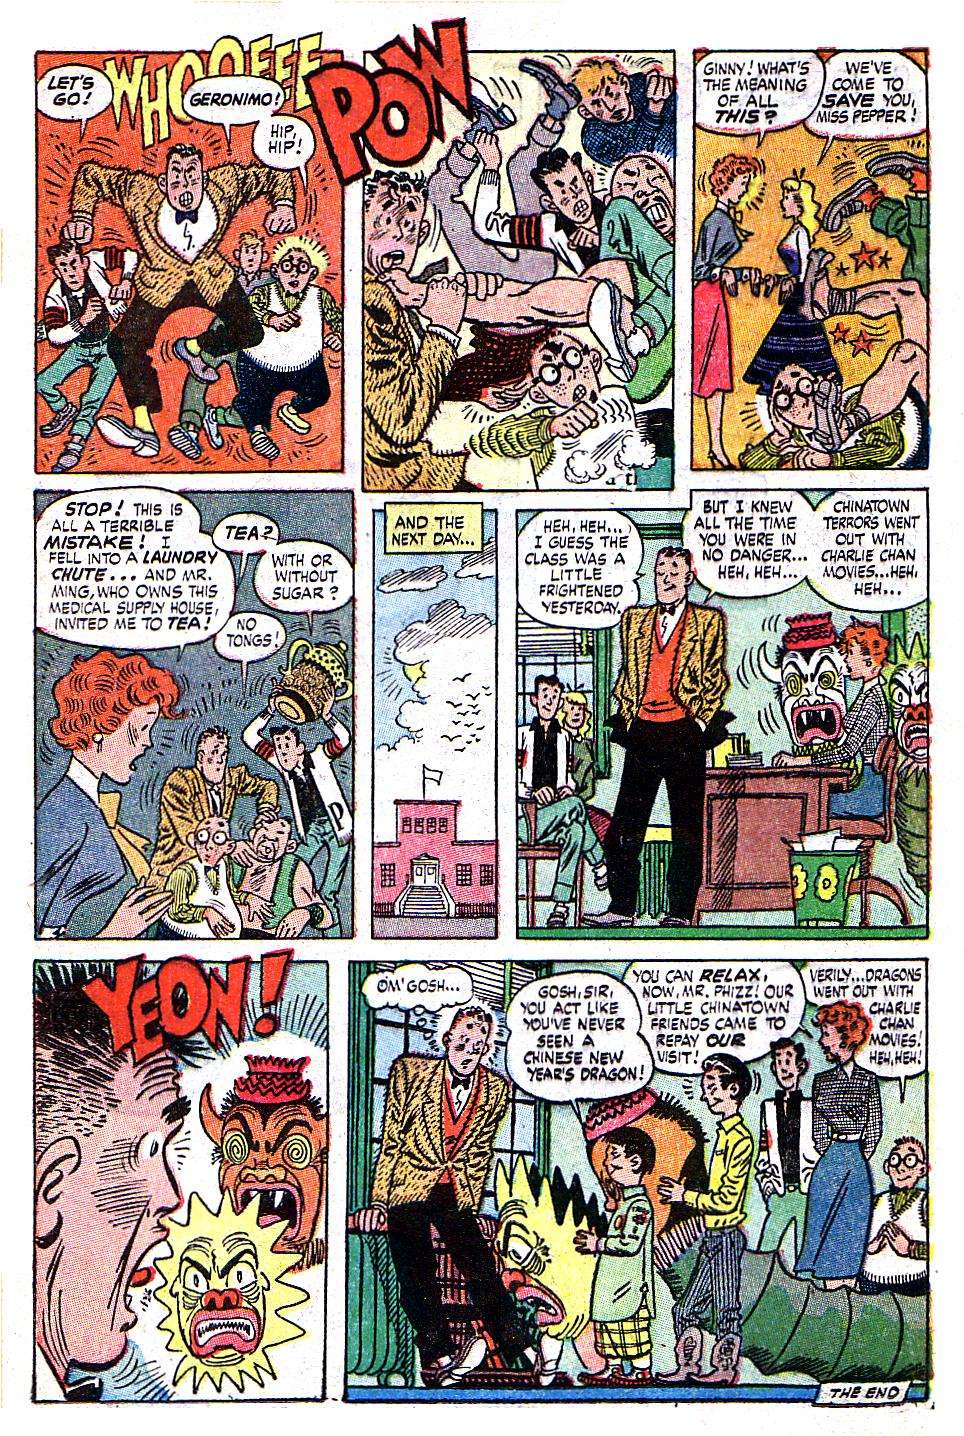 LET'S
GO!
WHOOEEE
GERONIMO!
HIP,
HIP!
POW
GINNY! WHAT'S
THE MEANING
OF ALL
THIS?
WE'VE
COME TO
SAVE YOU,
MISS PEPPER!
STOP! THIS IS
ALL A TERRIBLE
MISTAKE! I
FELL INTO A LAUNDRY
CHUTE... AND MR.
MING, WHO OWNS THIS
MEDICAL SUPPLY HOUSE,
INVITED ME TO TEA!
TEA?
WITH OR
WITHOUT
SUGAR?
NO
TONGS!
P
AND THE
NEXT DAY...
HEH, HEH...
I GUESS THE
CLASS WAS A
LITTLE
FRIGHTENED
YESTERDAY.
BUT I KNEW
ALL THE TIME
YOU WERE IN
NO DANGER...
HEH, HEH...
CHINATOWN
TERRORS WENT
OUT WITH
CHARLIE CHAN
MOVIES...HEH,
HEH...
YEON!
OM'GOSH...
GOSH, SIR,
YOU ACT LIKE
YOU'VE NEVER
SEEN A
CHINESE NEW
YEAR'S DRAGON!
YOU CAN RELAX,
NOW, MR. PHIZZ! OUR
LITTLE CHINATOWN
FRIENDS CAME TO
REPAY OUR
VISIT!
VERILY...DRAGONS
WENT OUT WITH
CHARLIE
CHAN
MOVIES!
HEH, HEH!
THE END